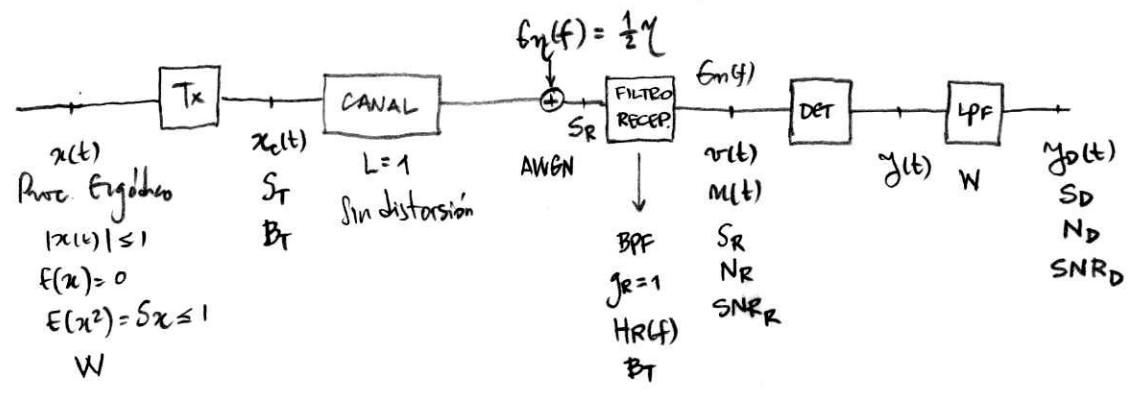 Gη(f) = ½ η
Tx
CANAL
+
FILTRO
RECEP.
Gn(f)
DET
LPF
x(t)
Proc. Ergódico
|x(t)| ≤ 1
E(x) = 0
E(x²) = Sx ≤ 1
W
xc(t)
ST
BT
L = 1
Sin distorsión
AWGN
SR
BPF
gR = 1
HR(f)
BT
v(t)
n(t)
SR
NR
SNRR
y(t)
W
yD(t)
SD
ND
SNRD